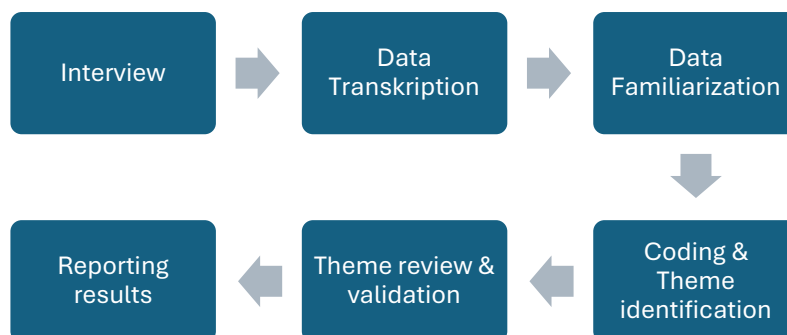 Interview
Data
Transkription
Data
Familiarization
Coding &
Theme
identification
Theme review &
validation
Reporting
results